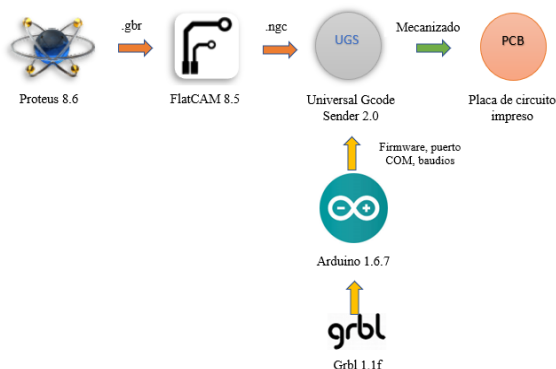 .gbr
.ngc
Mecanizado
UGS
PCB
Proteus 8.6
FlatCAM 8.5
Universal Gcode
Sender 2.0
Placa de circuito
impreso
Firmware, puerto
COM, baudios
Arduino 1.6.7
grbl
Grbl 1.1f